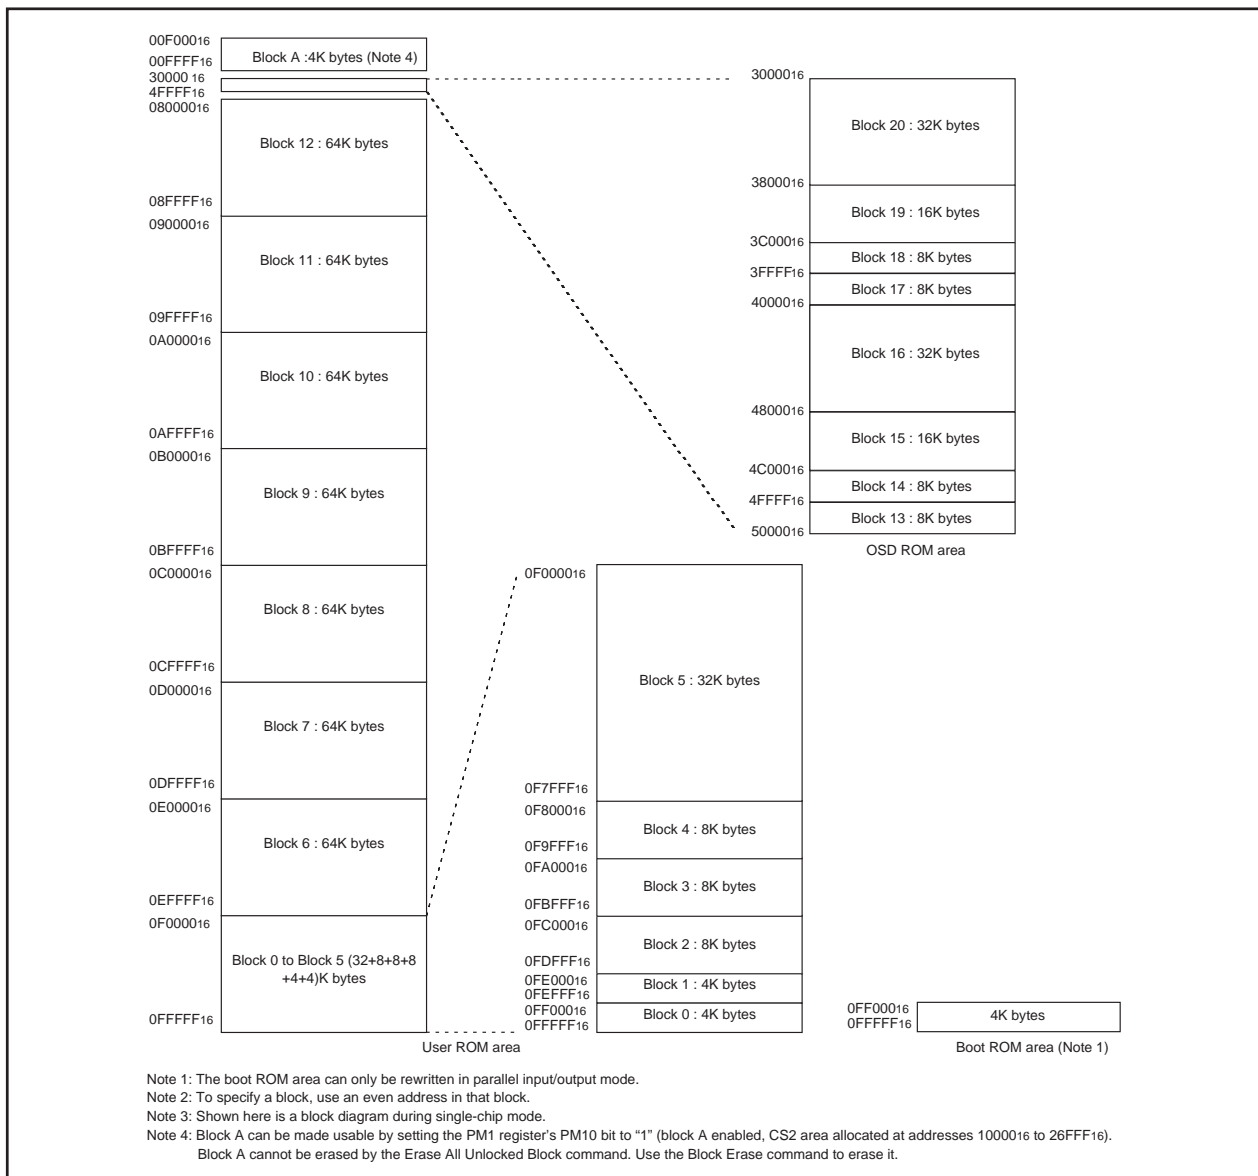 00F00016
Block A :4K bytes (Note 4)
00FFFF16
30000 16
4FFFF16
08000016
Block 12 : 64K bytes
08FFFF16
09000016
Block 11 : 64K bytes
09FFFF16
0A000016
Block 10 : 64K bytes
0AFFFF16
0B000016
Block 9 : 64K bytes
0BFFFF16
0C000016
Block 8 : 64K bytes
0CFFFF16
0D000016
Block 7 : 64K bytes
0DFFFF16
0E000016
Block 6 : 64K bytes
0EFFFF16
0F000016
Block 0 to Block 5 (32+8+8+8
+4+4)K bytes
0FFFFF16
3000016
Block 20 : 32K bytes
3800016
Block 19 : 16K bytes
3C00016
Block 18 : 8K bytes
3FFFF16
Block 17 : 8K bytes
4000016
Block 16 : 32K bytes
4800016
Block 15 : 16K bytes
4C00016
Block 14 : 8K bytes
4FFFF16
Block 13 : 8K bytes
5000016
OSD ROM area
0F000016
Block 5 : 32K bytes
0F7FFF16
0F800016
Block 4 : 8K bytes
0F9FFF16
0FA00016
Block 3 : 8K bytes
0FBFFF16
0FC00016
Block 2 : 8K bytes
0FDFFF16
0FE00016
Block 1 : 4K bytes
0FEFFF16
0FF00016
Block 0 : 4K bytes
0FFFFF16
User ROM area
0FF00016
4K bytes
0FFFFF16
Boot ROM area (Note 1)
Note 1: The boot ROM area can only be rewritten in parallel input/output mode.
Note 2: To specify a block, use an even address in that block.
Note 3: Shown here is a block diagram during single-chip mode.
Note 4: Block A can be made usable by setting the PM1 register’s PM10 bit to “1” (block A enabled, CS2 area allocated at addresses 1000016 to 26FFF16).
Block A cannot be erased by the Erase All Unlocked Block command. Use the Block Erase command to erase it.